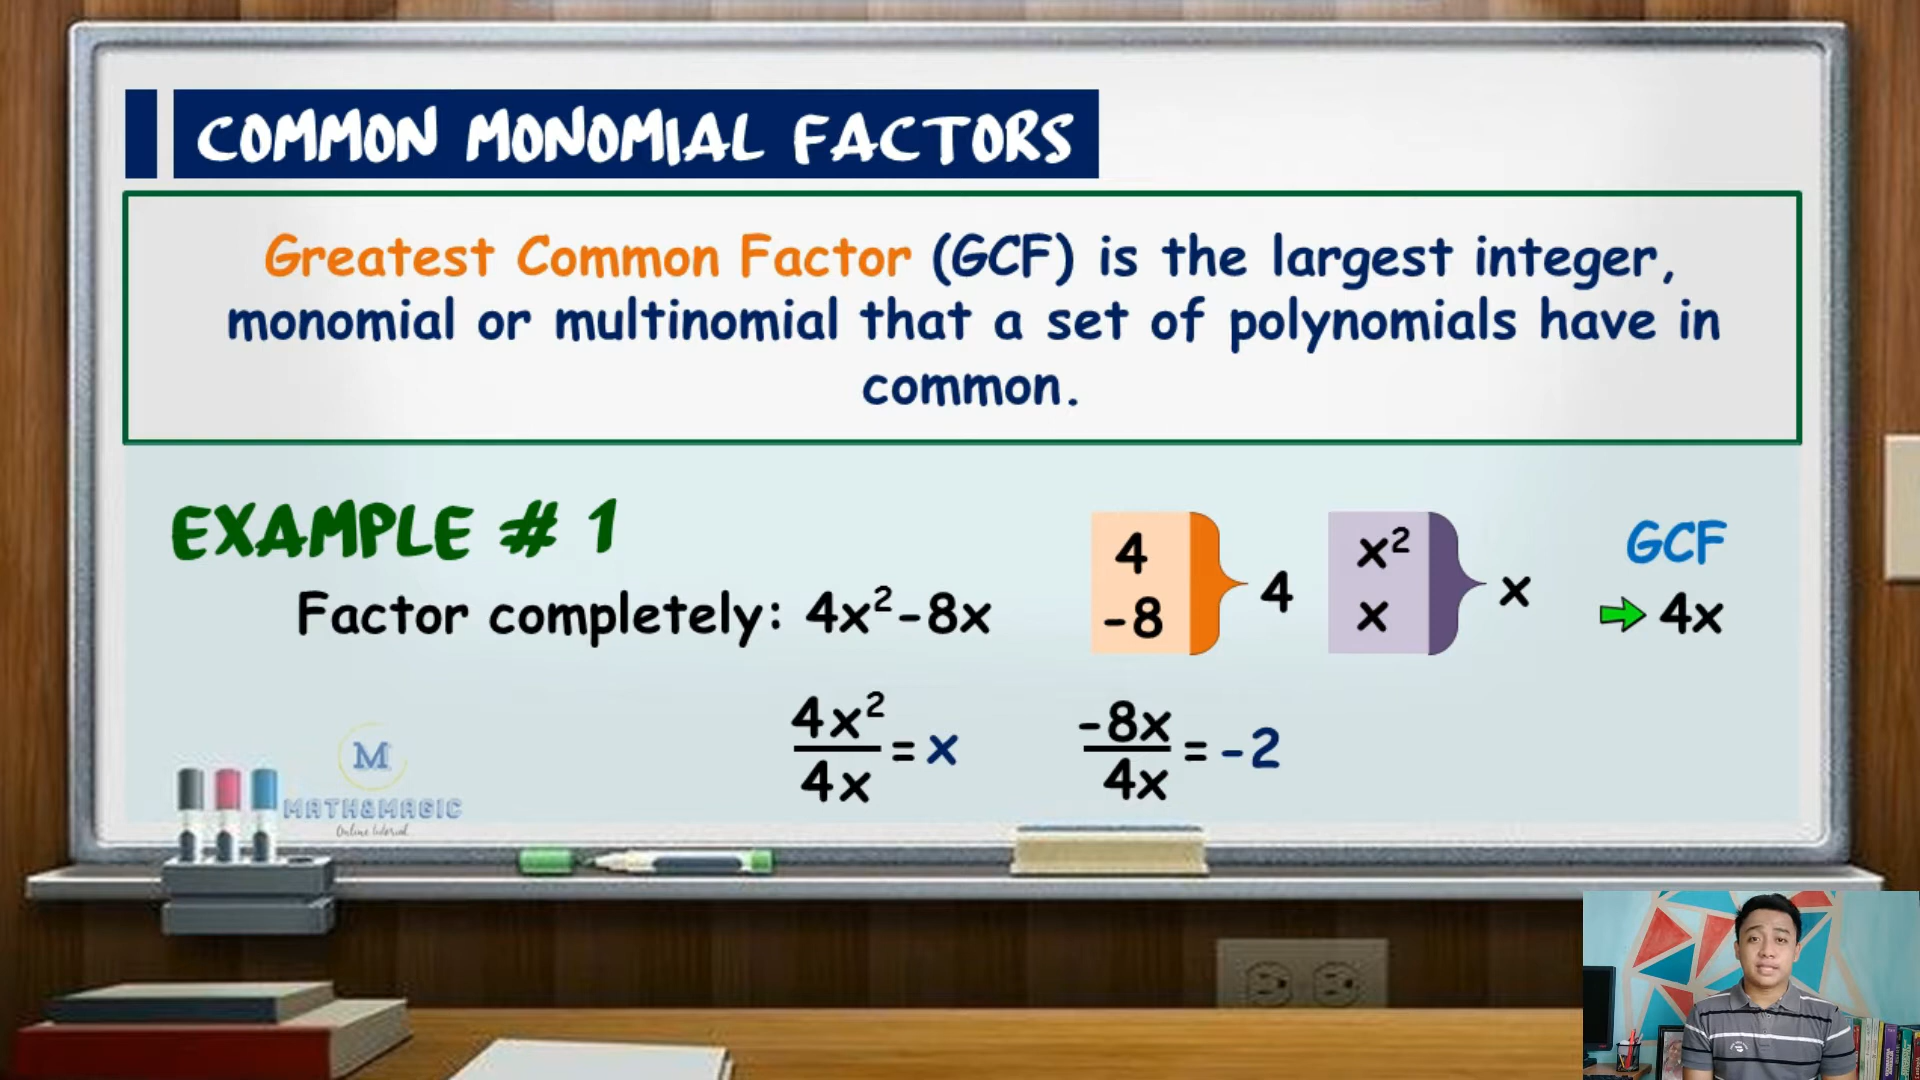 COMMON MONOMIAL FACTORS
Greatest Common Factor (GCF) is the largest integer,
monomial or multinomial that a set of polynomials have in
common.
EXAMPLE # 1
Factor completely: 4x²-8x
4
-8
4
x²
x
x
GCF
4x
4x²
4x
= x
-8x
4x
= -2
M
MATH&MAGIC
Online tutorial